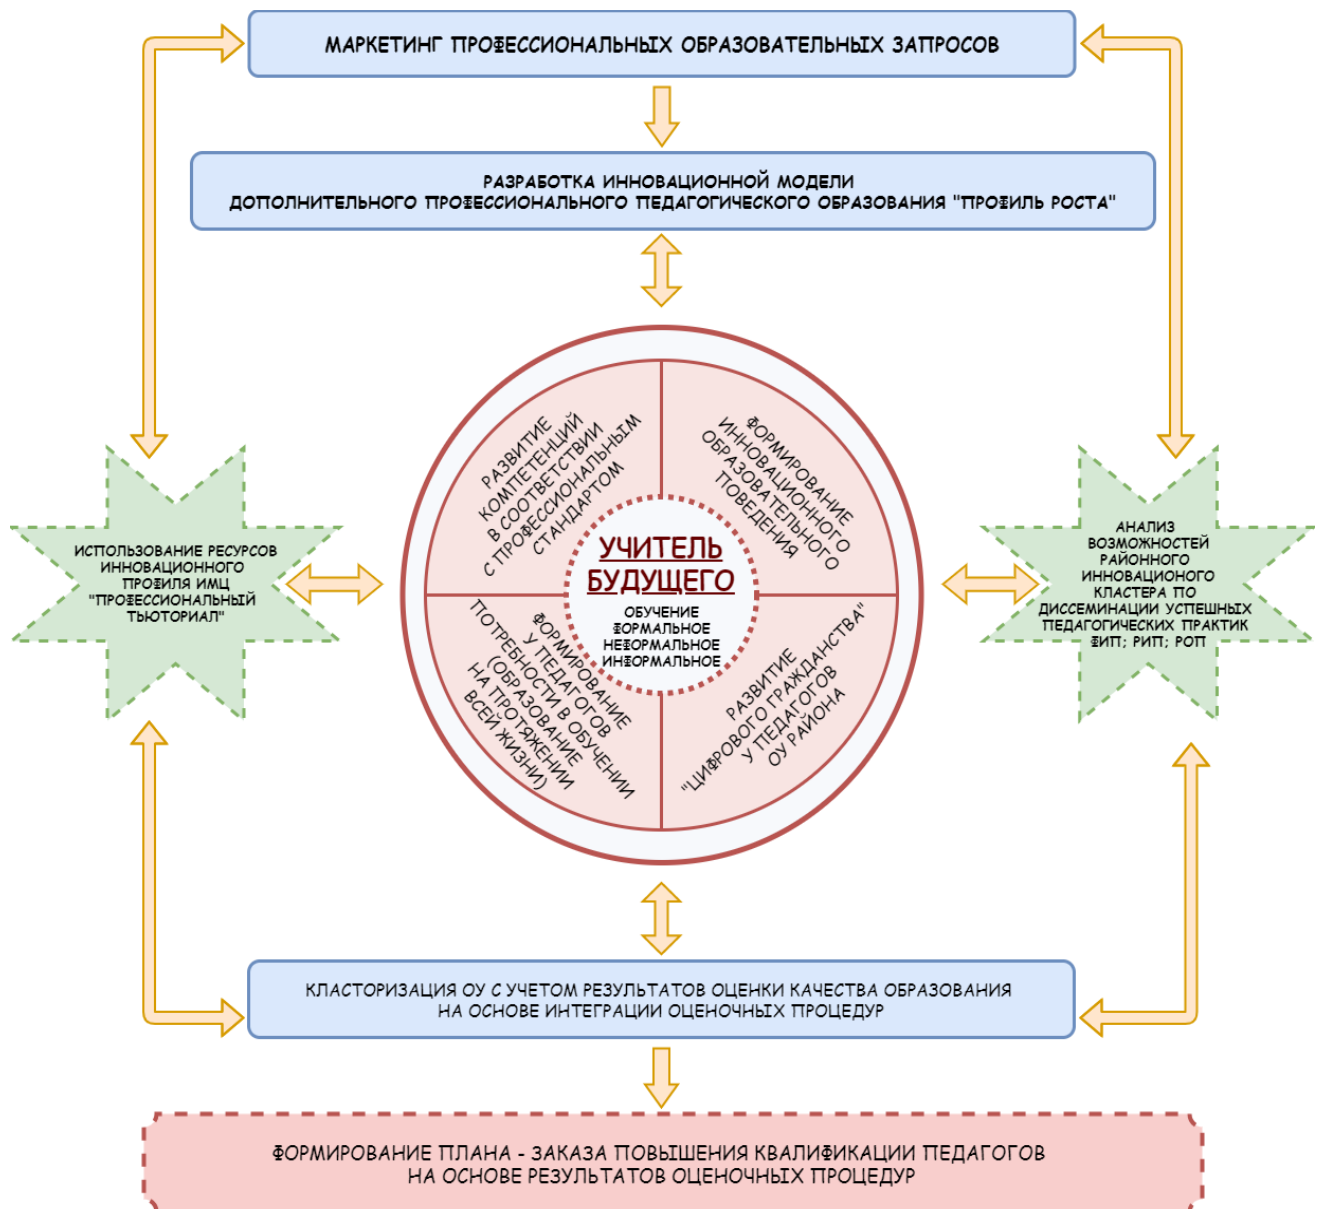 МАРКЕТИНГ ПРОФЕССИОНАЛЬНЫХ ОБРАЗОВАТЕЛЬНЫХ ЗАПРОСОВ
РАЗРАБОТКА ИННОВАЦИОННОЙ МОДЕЛИ
ДОПОЛНИТЕЛЬНОГО ПРОФЕССИОНАЛЬНОГО ПЕДАГОГИЧЕСКОГО ОБРАЗОВАНИЯ "ПРОФИЛЬ РОСТА"
РАЗВИТИЕ
КОМПЕТЕНЦИЙ
В СООТВЕТСТВИИ
С ПРОФЕССИОНАЛЬНЫМ
СТАНДАРТОМ
ФОРМИРОВАНИЕ
ИННОВАЦИОННОГО
ОБРАЗОВАТЕЛЬНОГО
ПОВЕДЕНИЯ
ИСПОЛЬЗОВАНИЕ РЕСУРСОВ
ИННОВАЦИОННОГО
ПРОФИЛЯ ИМЦ
"ПРОФЕССИОНАЛЬНЫЙ
ТЬЮТОРИАЛ"
УЧИТЕЛЬ
БУДУЩЕГО
ОБУЧЕНИЕ
ФОРМАЛЬНОЕ
НЕФОРМАЛЬНОЕ
ИНФОРМАЛЬНОЕ
АНАЛИЗ
ВОЗМОЖНОСТЕЙ
РАЙОННОГО
ИННОВАЦИОНОГО
КЛАСТЕРА ПО
ДИССЕМИНАЦИИ УСПЕШНЫХ
ПЕДАГОГИЧЕСКИХ ПРАКТИК
ФИП; РИП; РОП
ФОРМИРОВАНИЕ
У ПЕДАГОГОВ
ПОТРЕБНОСТИ В ОБУЧЕНИИ
(ОБРАЗОВАНИЕ
НА ПРОТЯЖЕНИИ
ВСЕЙ ЖИЗНИ)
РАЗВИТИЕ
"ЦИФРОВОГО ГРАЖДАНСТВА"
У ПЕДАГОГОВ
ОУ РАЙОНА
КЛАСТОРИЗАЦИЯ ОУ С УЧЕТОМ РЕЗУЛЬТАТОВ ОЦЕНКИ КАЧЕСТВА ОБРАЗОВАНИЯ
НА ОСНОВЕ ИНТЕГРАЦИИ ОЦЕНОЧНЫХ ПРОЦЕДУР
ФОРМИРОВАНИЕ ПЛАНА - ЗАКАЗА ПОВЫШЕНИЯ КВАЛИФИКАЦИИ ПЕДАГОГОВ
НА ОСНОВЕ РЕЗУЛЬТАТОВ ОЦЕНОЧНЫХ ПРОЦЕДУР